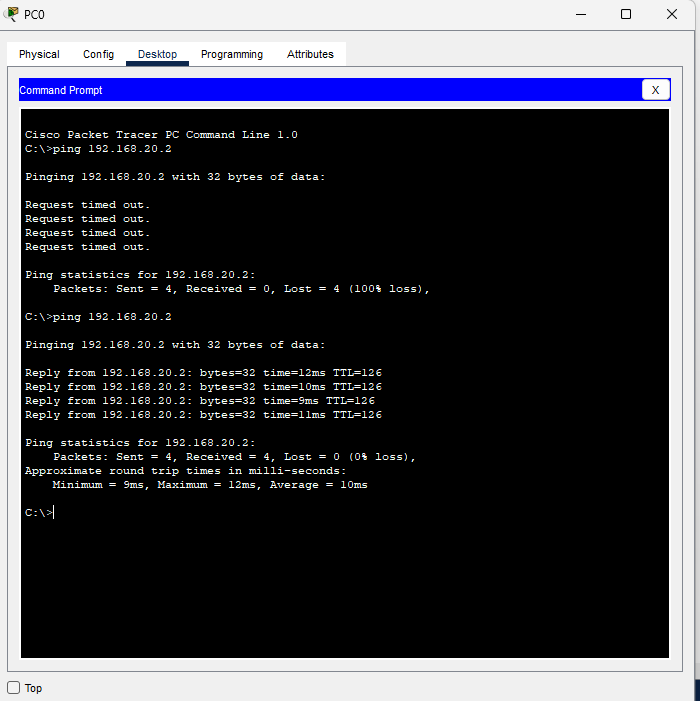 PC0
Physical Config Desktop Programming Attributes
Command Prompt
X
Cisco Packet Tracer PC Command Line 1.0
C:\>ping 192.168.20.2
Pinging 192.168.20.2 with 32 bytes of data:
Request timed out.
Request timed out.
Request timed out.
Request timed out.
Ping statistics for 192.168.20.2:
    Packets: Sent = 4, Received = 0, Lost = 4 (100% loss),
C:\>ping 192.168.20.2
Pinging 192.168.20.2 with 32 bytes of data:
Reply from 192.168.20.2: bytes=32 time=12ms TTL=126
Reply from 192.168.20.2: bytes=32 time=10ms TTL=126
Reply from 192.168.20.2: bytes=32 time=9ms TTL=126
Reply from 192.168.20.2: bytes=32 time=11ms TTL=126
Ping statistics for 192.168.20.2:
    Packets: Sent = 4, Received = 4, Lost = 0 (0% loss),
Approximate round trip times in milli-seconds:
    Minimum = 9ms, Maximum = 12ms, Average = 10ms
C:\>
Top